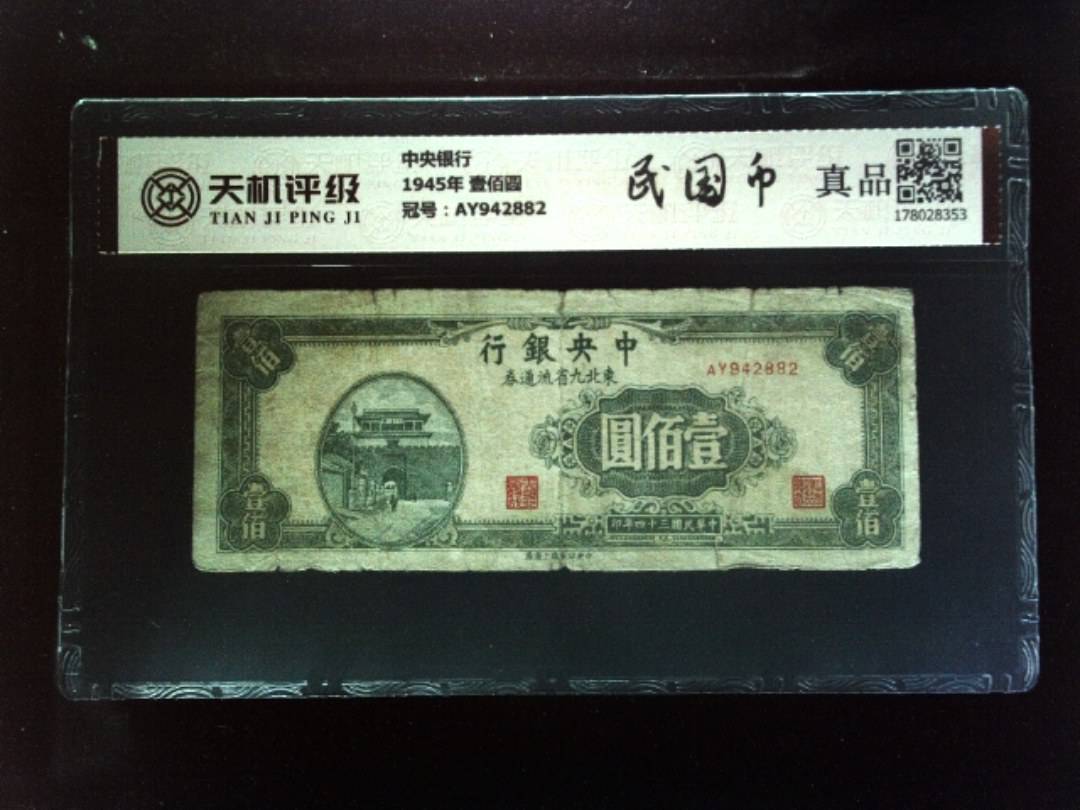 天机评级
TIAN JI PING JI
中央银行
1945年 壹佰圆
冠号：AY942882
民国币
真品
178028353
中央銀行
東北九省流通券
AY942882
壹佰
壹佰
壹佰圓
壹佰
壹佰
中華民國三十四年印